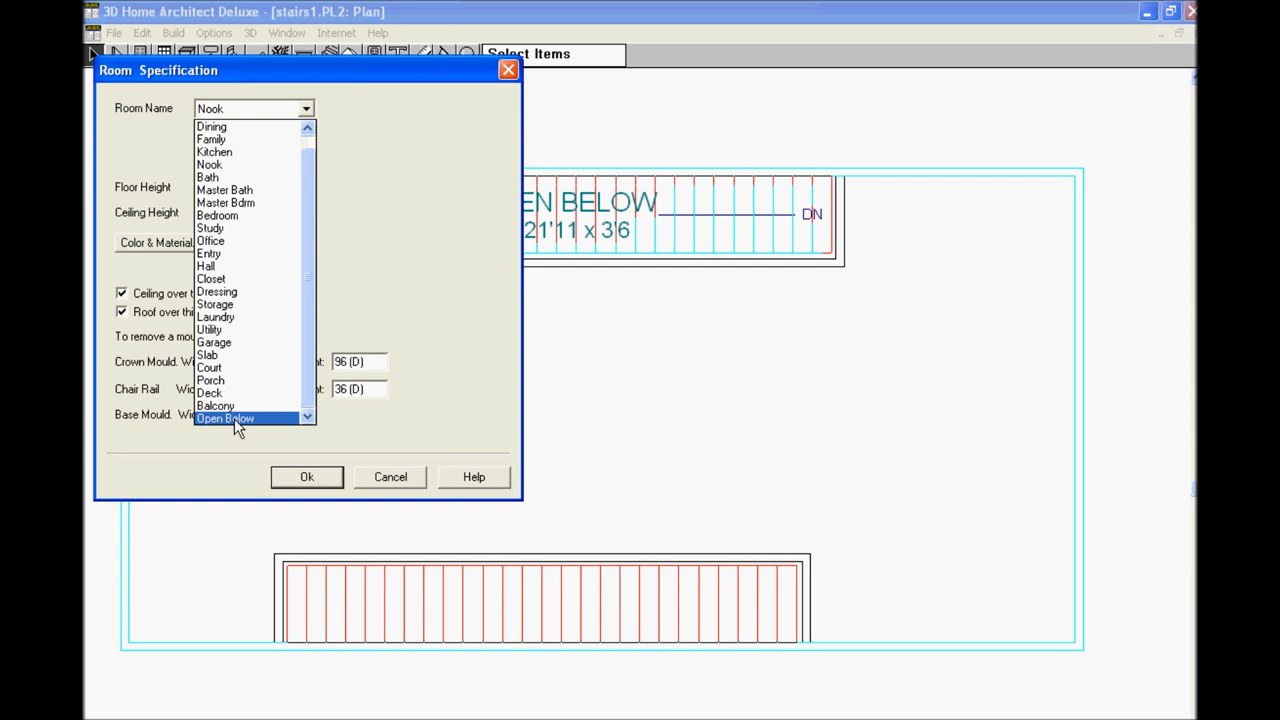 3D Home Architect Deluxe - [stairs1.PL2: Plan]
File Edit Build Options 3D Window Internet Help
Select Items
Room Specification
Room Name Nook
Dining
Family
Kitchen
Nook
Bath
Master Bath
Master Bdrm
Bedroom
Study
Office
Entry
Hall
Closet
Dressing
Storage
Laundry
Utility
Garage
Slab
Court
Porch
Deck
Balcony
Open Below
Floor Height
Ceiling Height
Color & Material
Ceiling over
Roof over thi
To remove a mou
Crown Mould. Wi 96 (D)
Chair Rail Wi 36 (D)
Base Mould. Wi
Ok Cancel Help
EN BELOW
21'11 x 3'6
DN